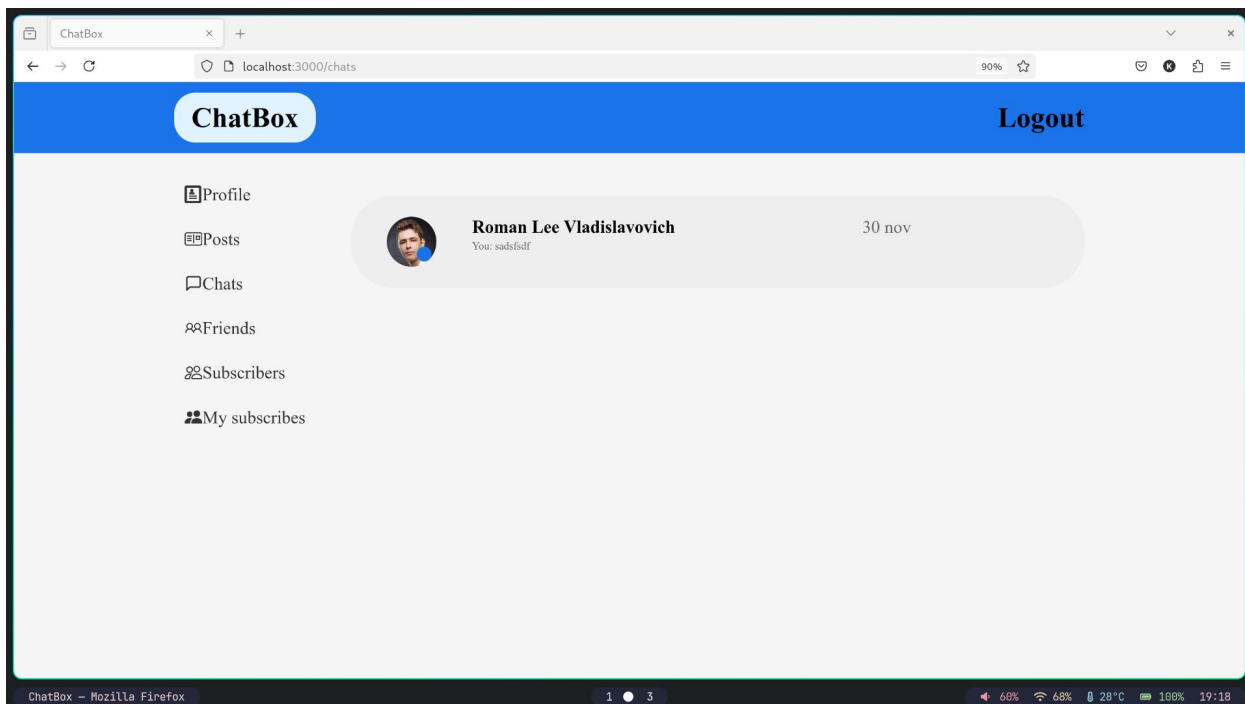 ChatBox
localhost:3000/chats
90%
K
ChatBox
Logout
Profile
Posts
Chats
Friends
Subscribers
My subscribes
Roman Lee Vladislavovich
30 nov
You: sadsfsdf
ChatBox — Mozilla Firefox
1
3
60%
68%
28°C
100%
19:18